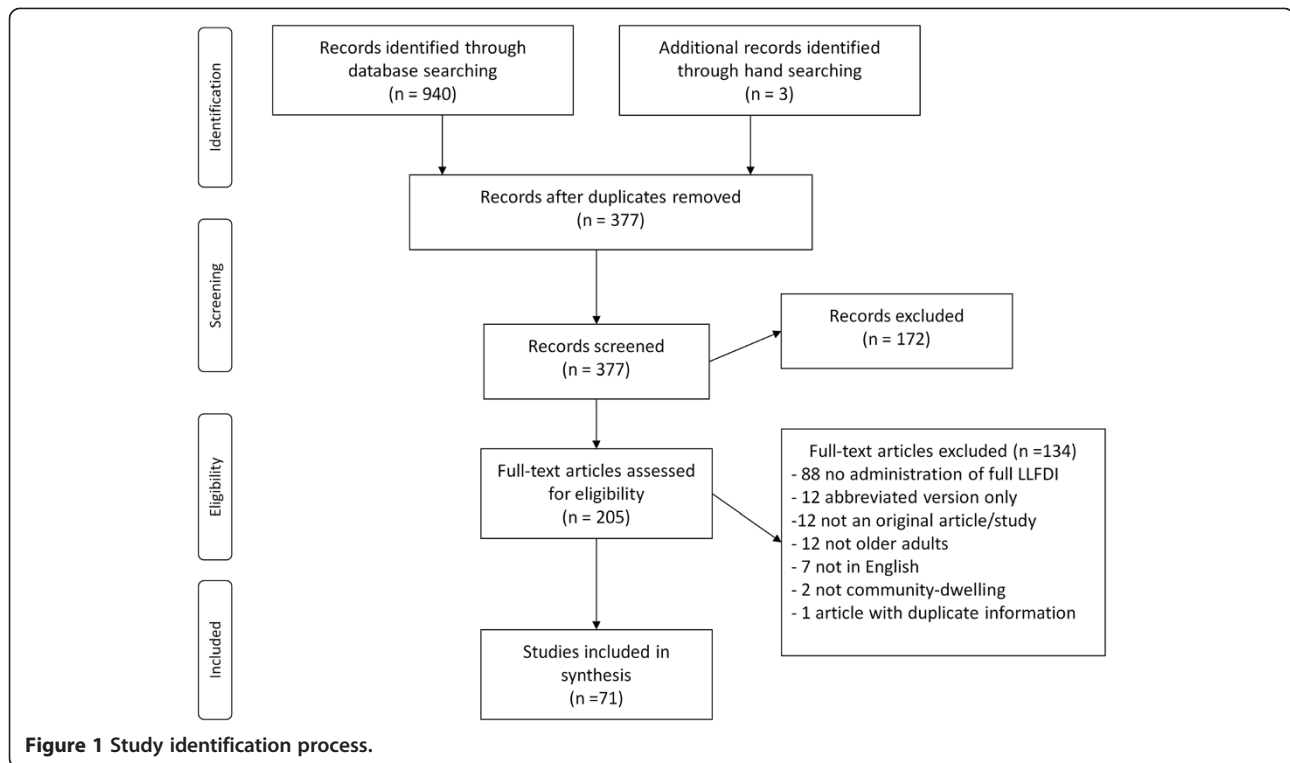 Identification
Records identified through
database searching
(n = 940)
Additional records identified
through hand searching
(n = 3)
Records after duplicates removed
(n = 377)
Screening
Records screened
(n = 377)
Records excluded
(n = 172)
Eligibility
Full-text articles assessed
for eligibility
(n = 205)
Full-text articles excluded (n =134)
- 88 no administration of full LLFDI
- 12 abbreviated version only
-12 not an original article/study
- 12 not older adults
- 7 not in English
- 2 not community-dwelling
- 1 article with duplicate information
Included
Studies included in
synthesis
(n =71)
Figure 1 Study identification process.